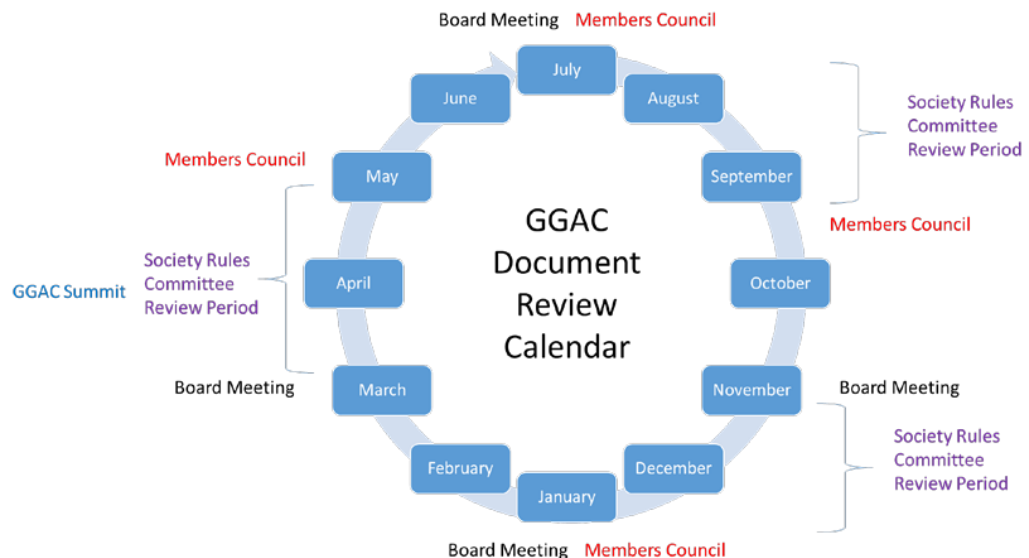 Board Meeting Members Council
July
June
August
Society Rules
Committee
Review Period
Members Council
May
September
GGAC
Document
Review
Calendar
Members Council
Society Rules
Committee
Review Period
GGAC Summit
April
October
Board Meeting
March
November
Board Meeting
Society Rules
Committee
Review Period
February
December
January
Board Meeting Members Council